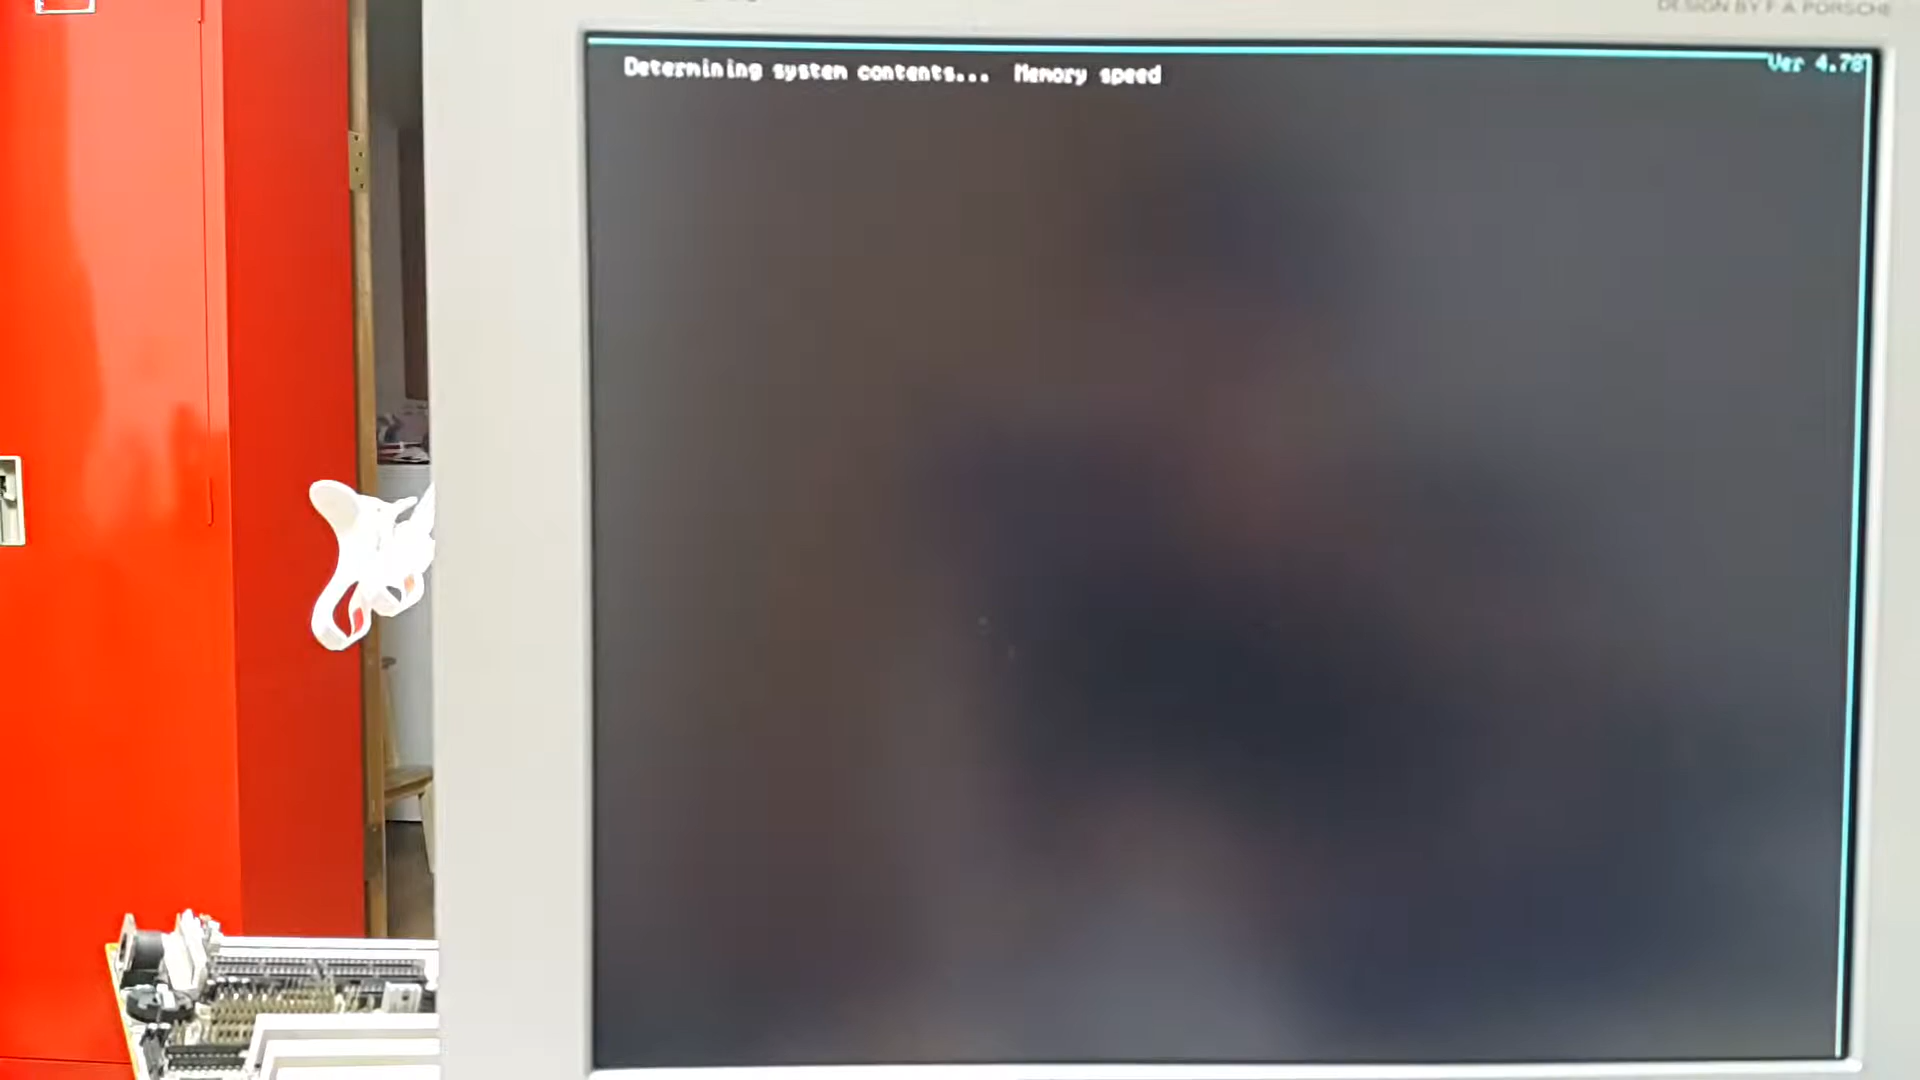 DESIGN BY F A PORSCHE
Ver 4.78
Determining system contents... Memory speed